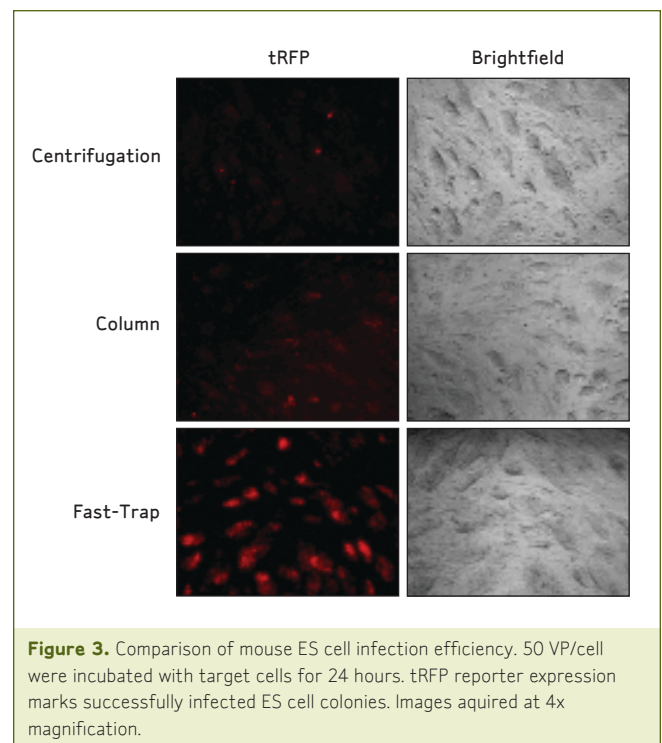 tRFP Brightfield
Centrifugation
Column
Fast-Trap
Figure 3. Comparison of mouse ES cell infection efficiency. 50 VP/cell
were incubated with target cells for 24 hours. tRFP reporter expression
marks successfully infected ES cell colonies. Images aquired at 4x
magnification.